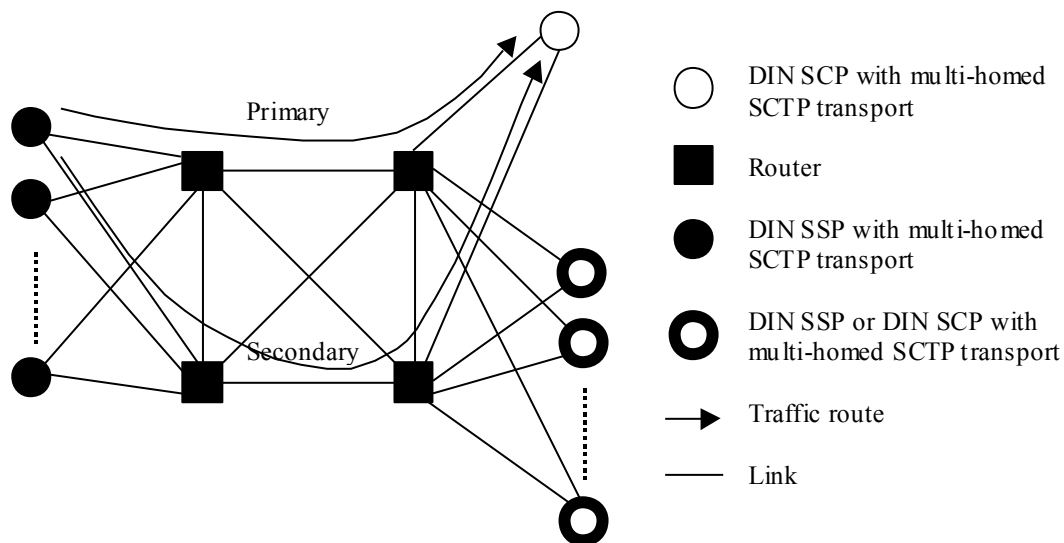 Primary
Secondary
DIN SCP with multi-homed
SCTP transport
Router
DIN SSP with multi-homed
SCTP transport
DIN SSP or DIN SCP with
multi-homed SCTP transport
Traffic route
Link